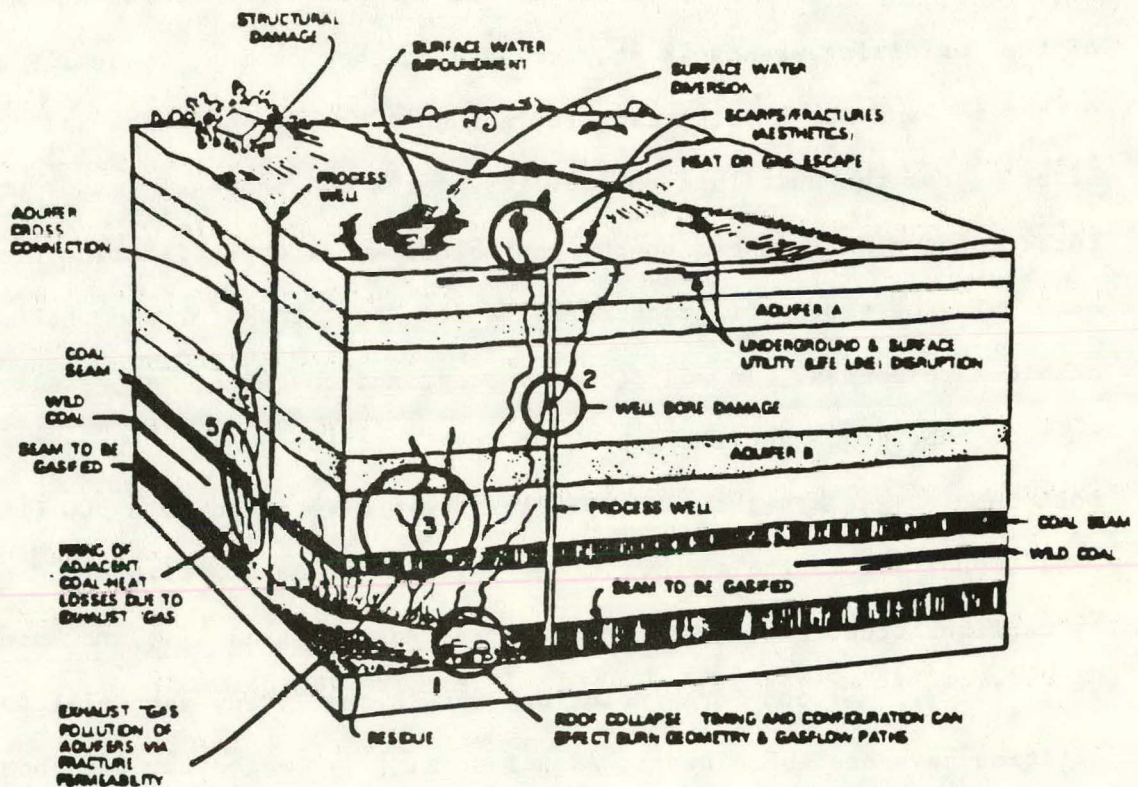 STRUCTURAL
DAMAGE
SURFACE WATER
IMPOUNDMENT
SURFACE WATER
DIVERSION
SCARPS/FRACTURES
(AESTHETICS)
HEAT OR GAS ESCAPE
PROCESS
WELL
AQUIFER
CROSS
CONNECTION
AQUIFER A
UNDERGROUND & SURFACE
UTILITY (LIFE LINE) DISRUPTION
COAL
SEAM
2
WELL BORE DAMAGE
WILD
COAL
5
SEAM TO BE
GASIFIED
AQUIFER B
3
PROCESS WELL
COAL SEAM
WILD COAL
SEAM TO BE GASIFIED
FIRING OF
ADJACENT
COAL-HEAT
LOSSES DUE TO
EXHAUST GAS
1
EXHAUST GAS
POLLUTION OF
AQUIFERS VIA
FRACTURE
PERMEABILITY
RESIDUE
ROOF COLLAPSE TIMING AND CONFIGURATION CAN
EFFECT BURN GEOMETRY & GASFLOW PATHS